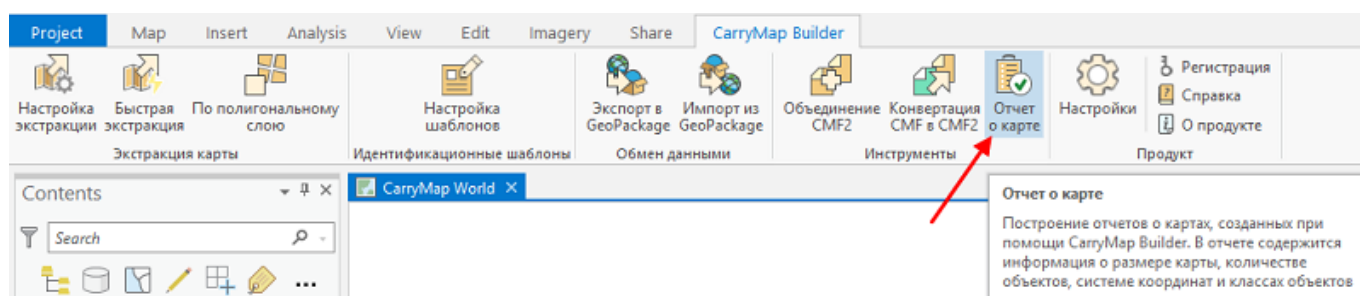 Project Map Insert Analysis View Edit Imagery Share CarryMap Builder
Настройка экстракции
Быстрая экстракция
По полигональному слою
Настройка шаблонов
Экспорт в GeoPackage
Импорт из GeoPackage
Объединение CMF2
Конвертация CMF в CMF2
Отчет о карте
Настройки
Регистрация
Справка
О продукте
Экстракция карты Идентификационные шаблоны Обмен данными Инструменты Продукт
Contents
CarryMap World
Search
Отчет о карте
Построение отчетов о картах, созданных при
помощи CarryMap Builder. В отчете содержится
информация о размере карты, количестве
объектов, системе координат и классах объектов